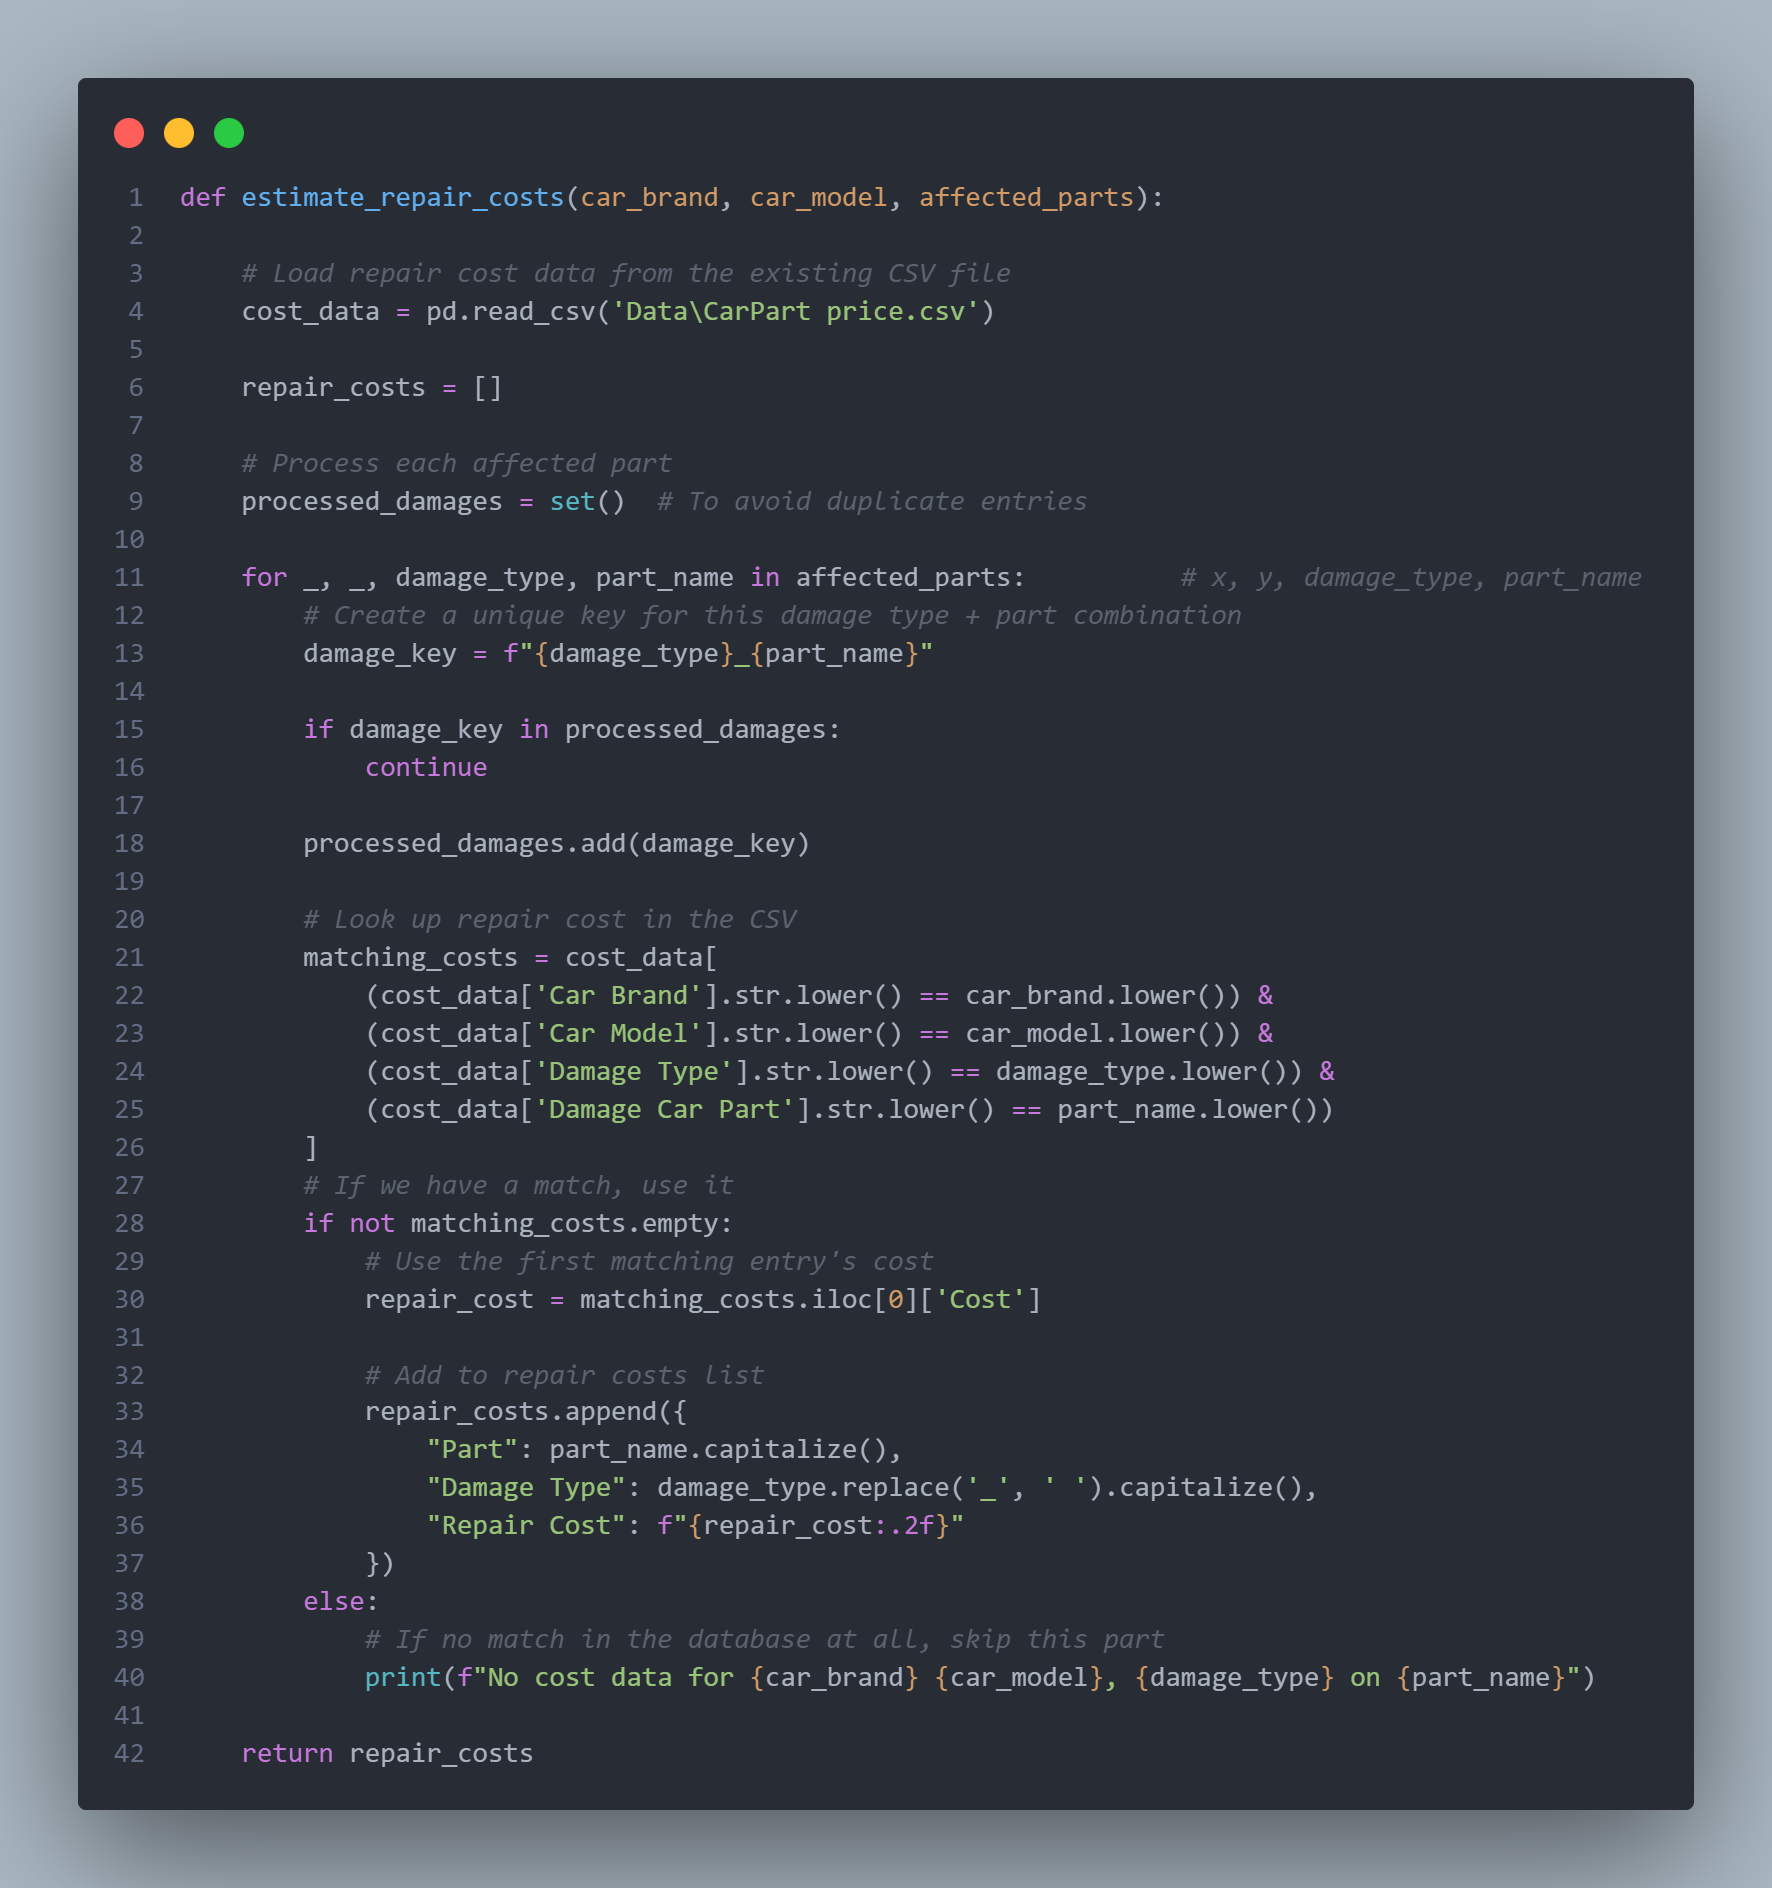 1 def estimate_repair_costs(car_brand, car_model, affected_parts):
2
3     # Load repair cost data from the existing CSV file
4     cost_data = pd.read_csv('Data\CarPart price.csv')
5
6     repair_costs = []
7
8     # Process each affected part
9     processed_damages = set()  # To avoid duplicate entries
10
11     for _, _, damage_type, part_name in affected_parts:          # x, y, damage_type, part_name
12         # Create a unique key for this damage type + part combination
13         damage_key = f"{damage_type}_{part_name}"
14
15         if damage_key in processed_damages:
16             continue
17
18         processed_damages.add(damage_key)
19
20         # Look up repair cost in the CSV
21         matching_costs = cost_data[
22             (cost_data['Car Brand'].str.lower() == car_brand.lower()) &
23             (cost_data['Car Model'].str.lower() == car_model.lower()) &
24             (cost_data['Damage Type'].str.lower() == damage_type.lower()) &
25             (cost_data['Damage Car Part'].str.lower() == part_name.lower())
26         ]
27         # If we have a match, use it
28         if not matching_costs.empty:
29             # Use the first matching entry's cost
30             repair_cost = matching_costs.iloc[0]['Cost']
31
32             # Add to repair costs list
33             repair_costs.append({
34                 "Part": part_name.capitalize(),
35                 "Damage Type": damage_type.replace('_', ' ').capitalize(),
36                 "Repair Cost": f"{repair_cost:.2f}"
37             })
38         else:
39             # If no match in the database at all, skip this part
40             print(f"No cost data for {car_brand} {car_model}, {damage_type} on {part_name}")
41
42     return repair_costs